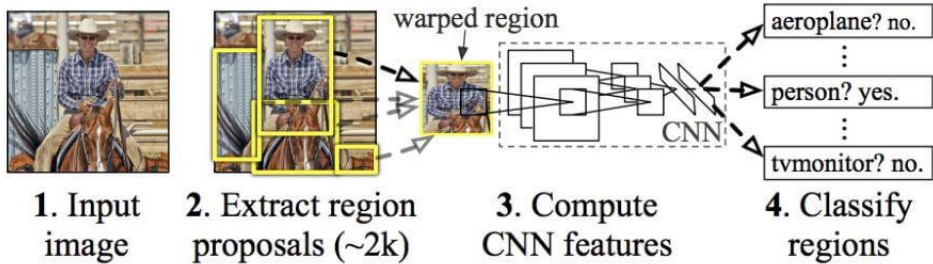 warped region
aeroplane? no.
⋮
person? yes.
CNN
⋮
tvmonitor? no.
1. Input
image
2. Extract region
proposals (~2k)
3. Compute
CNN features
4. Classify
regions